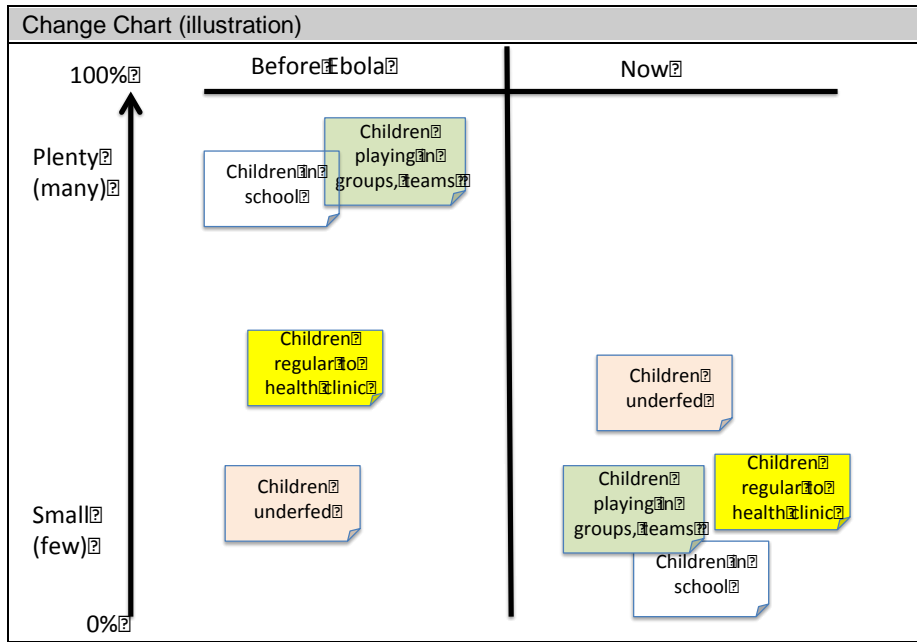 Change Chart (illustration)
100%
Before Ebola
Now
Plenty
(many)
Children in
school
Children
playing in
groups, teams
Children
regular to
health clinic
Children
underfed
Children
underfed
Children
playing in
groups, teams
Children
regular to
health clinic
Children in
school
Small
(few)
0%